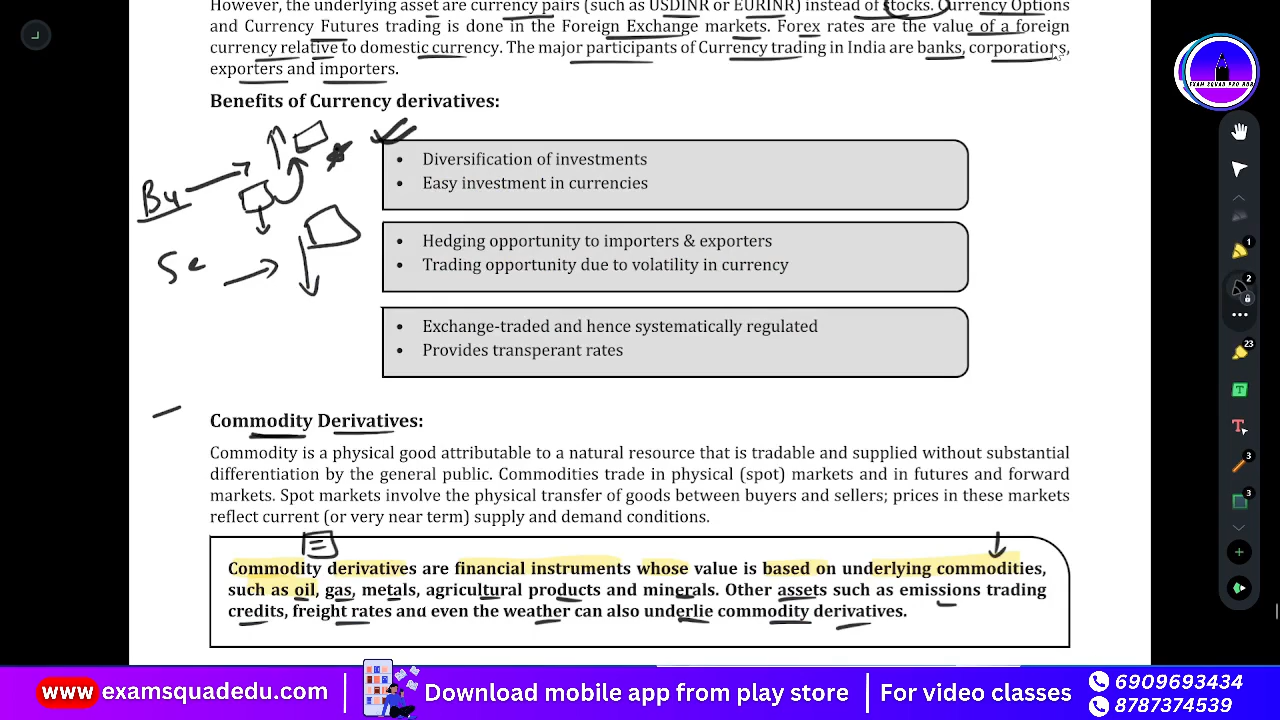 However, the underlying asset are currency pairs (such as USDINR or EURINR) instead of stocks. Currency Options
and Currency Futures trading is done in the Foreign Exchange markets. Forex rates are the value of a foreign
currency relative to domestic currency. The major participants of Currency trading in India are banks, corporations,
exporters and importers.
Benefits of Currency derivatives:
• Diversification of investments
• Easy investment in currencies
By
• Hedging opportunity to importers & exporters
• Trading opportunity due to volatility in currency
Se
• Exchange-traded and hence systematically regulated
• Provides transperant rates
Commodity Derivatives:
Commodity is a physical good attributable to a natural resource that is tradable and supplied without substantial
differentiation by the general public. Commodities trade in physical (spot) markets and in futures and forward
markets. Spot markets involve the physical transfer of goods between buyers and sellers; prices in these markets
reflect current (or very near term) supply and demand conditions.
Commodity derivatives are financial instruments whose value is based on underlying commodities,
such as oil, gas, metals, agricultural products and minerals. Other assets such as emissions trading
credits, freight rates and even the weather can also underlie commodity derivatives.
EXAM SQUAD PRO HUB
1
2
23
T
T
3
3
www examsquadedu.com
Download mobile app from play store
For video classes
6909693434
8787374539